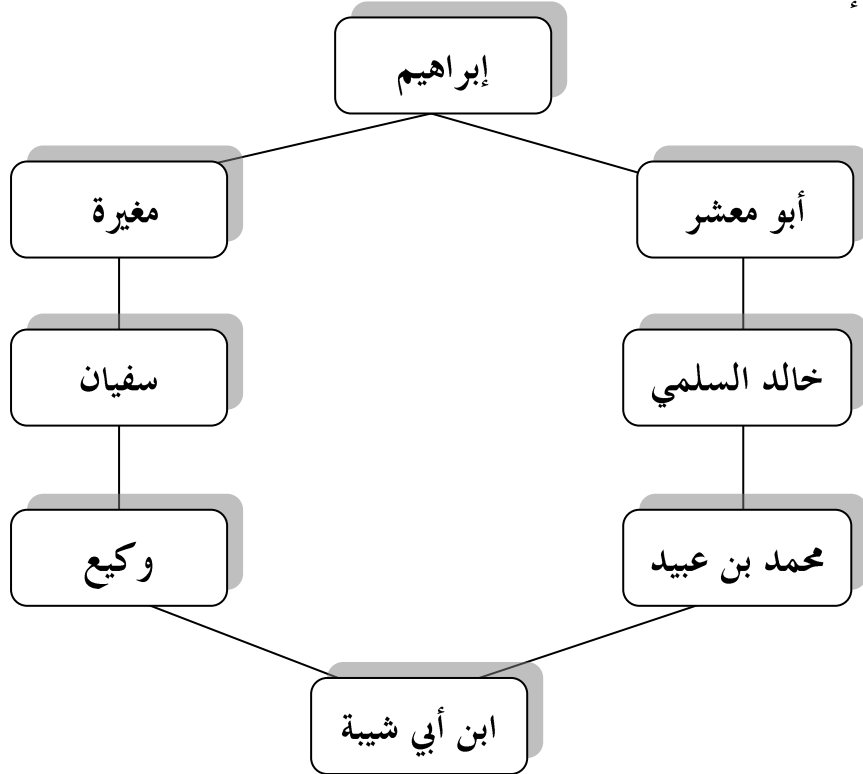 أ
إبراهيم
أبو معشر
مغيرة
خالد السلمي
سفيان
محمد بن عبيد
وكيع
ابن أبي شيبة